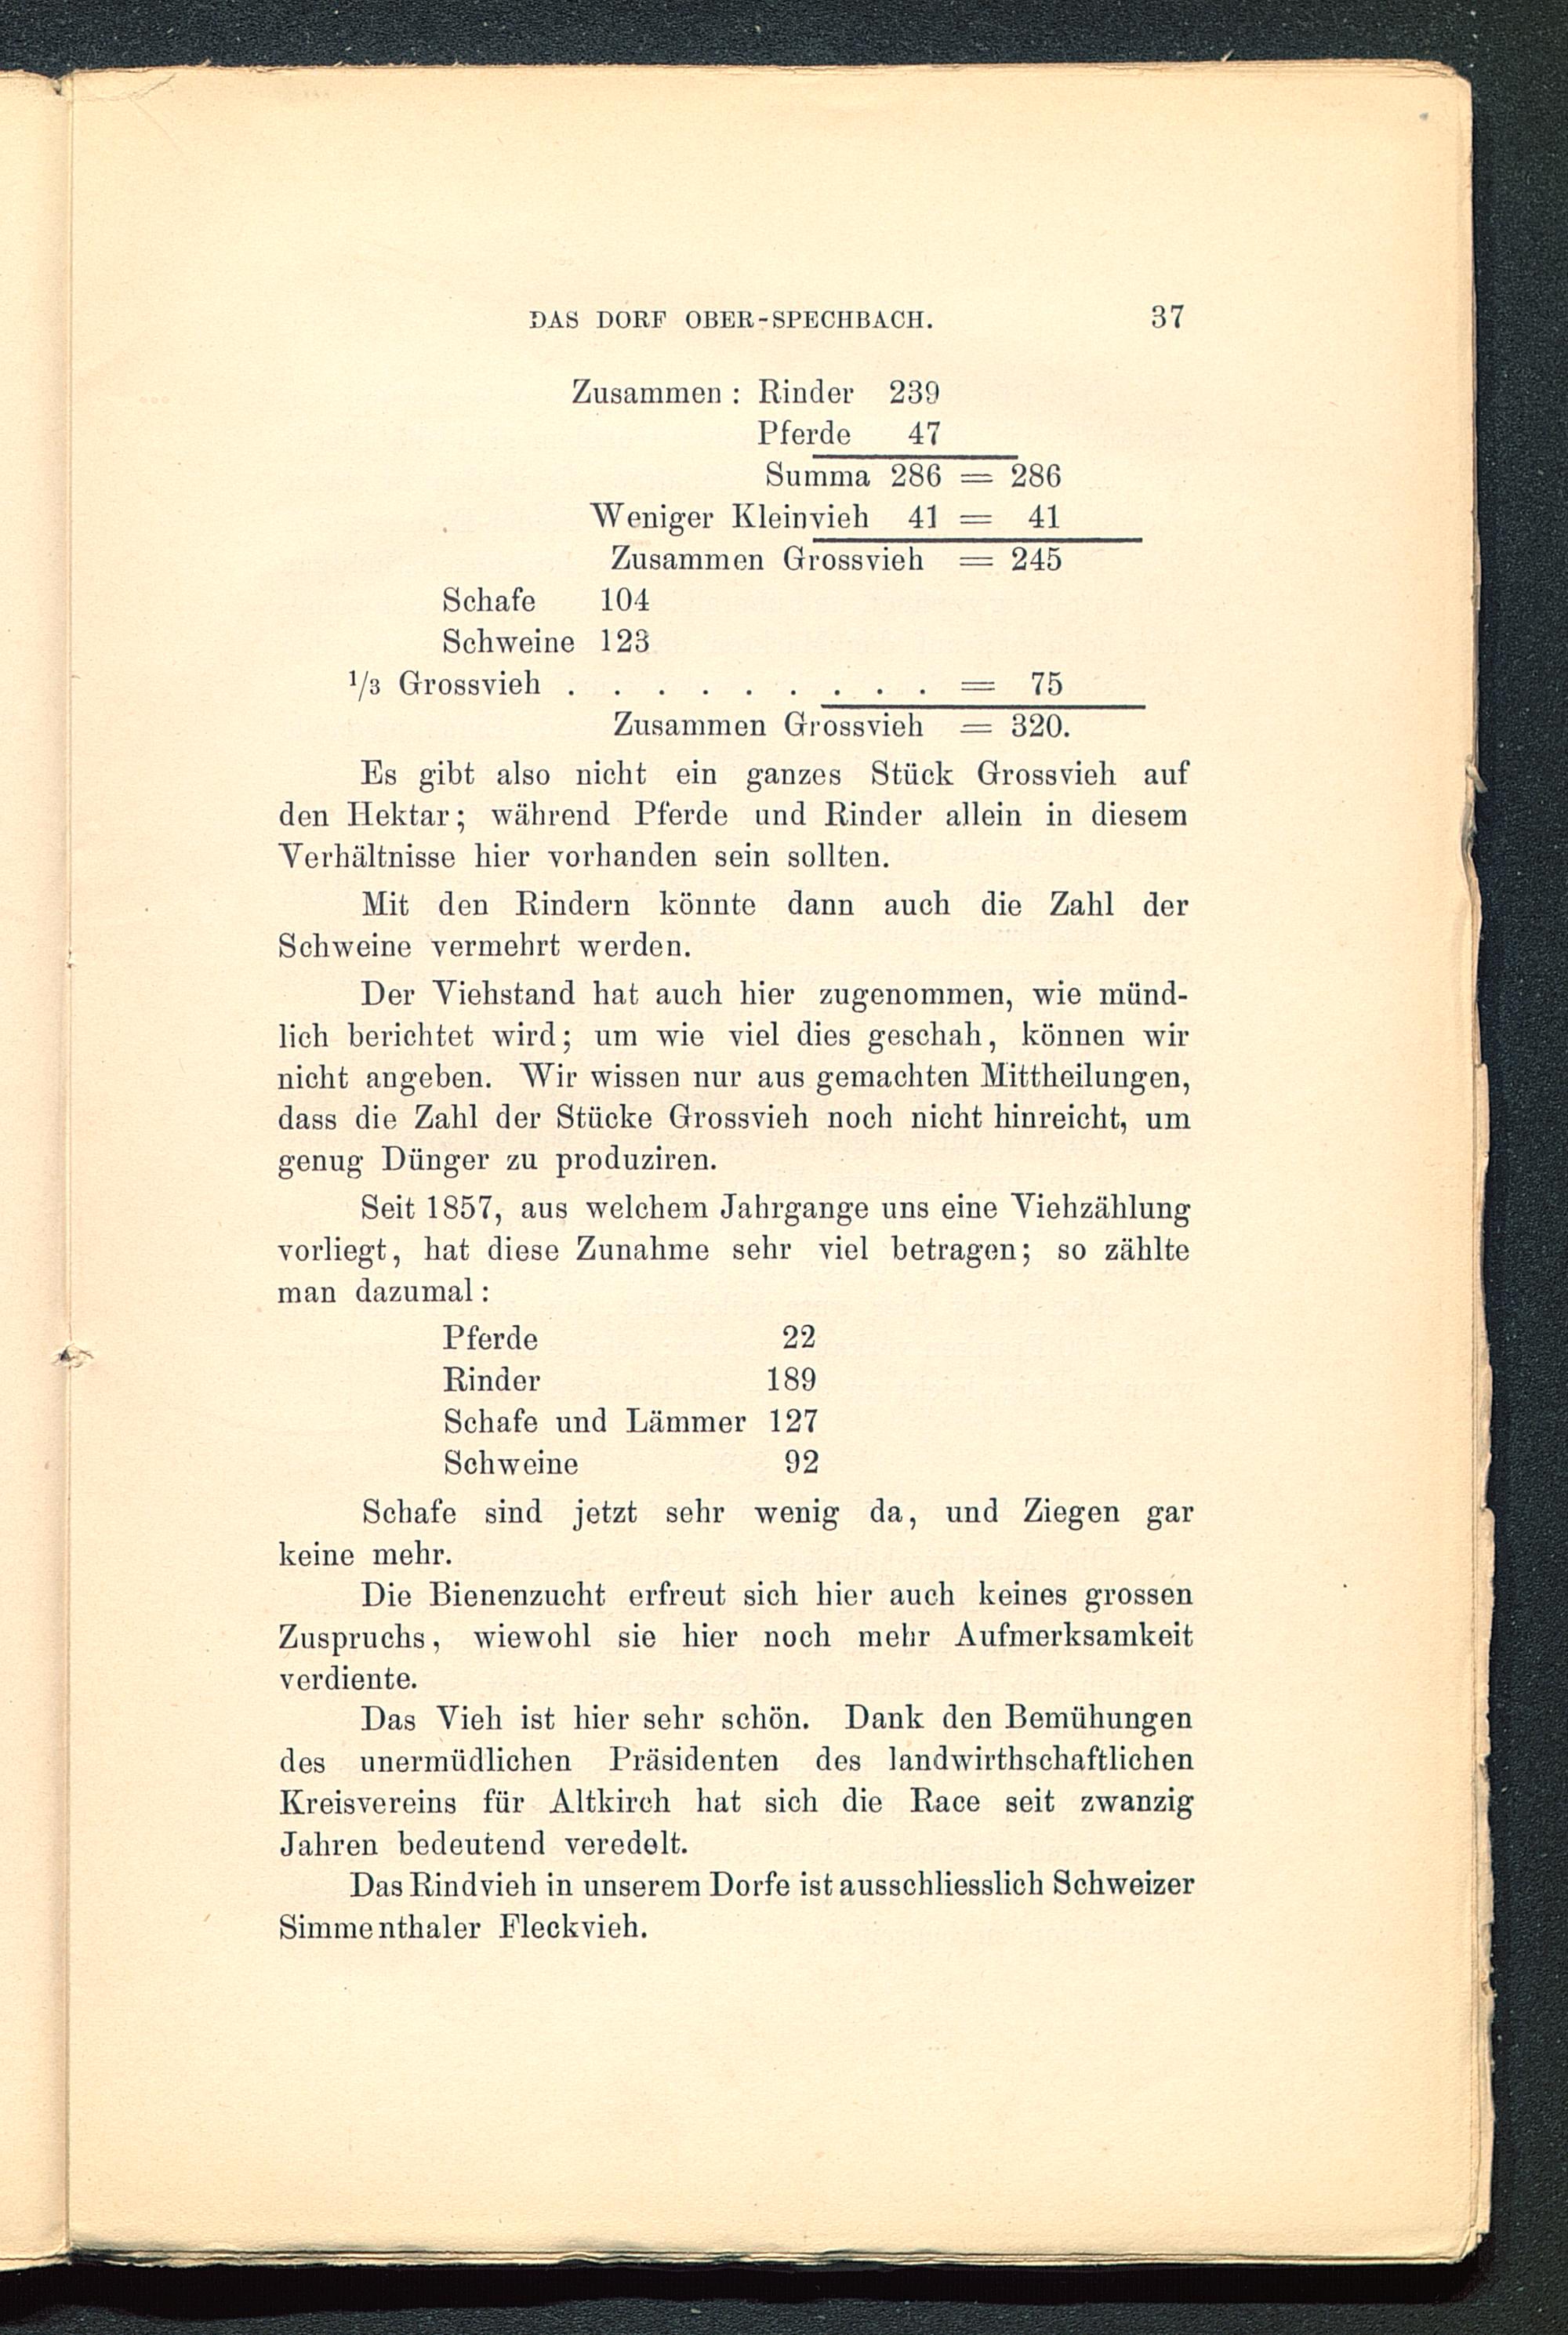 DAS DORF OBER-SPECHBACH. 37
Zusammen : Rinder 239
Pferde 47
Summa 286 = 286
Weniger Kleinvieh 41 = 41
Zusammen Grossvieh = 245
Schafe 104
Schweine 123
1/3 Grossvieh . . . . . . . . . = 75
Zusammen Grossvieh = 320.
Es gibt also nicht ein ganzes Stück Grossvieh auf
den Hektar; während Pferde und Rinder allein in diesem
Verhältnisse hier vorhanden sein sollten.
Mit den Rindern könnte dann auch die Zahl der
Schweine vermehrt werden.
Der Viehstand hat auch hier zugenommen, wie münd-
lich berichtet wird; um wie viel dies geschah, können wir
nicht angeben. Wir wissen nur aus gemachten Mittheilungen,
dass die Zahl der Stücke Grossvieh noch nicht hinreicht, um
genug Dünger zu produziren.
Seit 1857, aus welchem Jahrgange uns eine Viehzählung
vorliegt, hat diese Zunahme sehr viel betragen; so zählte
man dazumal :
Pferde 22
Rinder 189
Schafe und Lämmer 127
Schweine 92
Schafe sind jetzt sehr wenig da, und Ziegen gar
keine mehr.
Die Bienenzucht erfreut sich hier auch keines grossen
Zuspruchs, wiewohl sie hier noch mehr Aufmerksamkeit
verdiente.
Das Vieh ist hier sehr schön. Dank den Bemühungen
des unermüdlichen Präsidenten des landwirthschaftlichen
Kreisvereins für Altkirch hat sich die Race seit zwanzig
Jahren bedeutend veredelt.
Das Rindvieh in unserem Dorfe ist ausschliesslich Schweizer
Simmenthaler Fleckvieh.